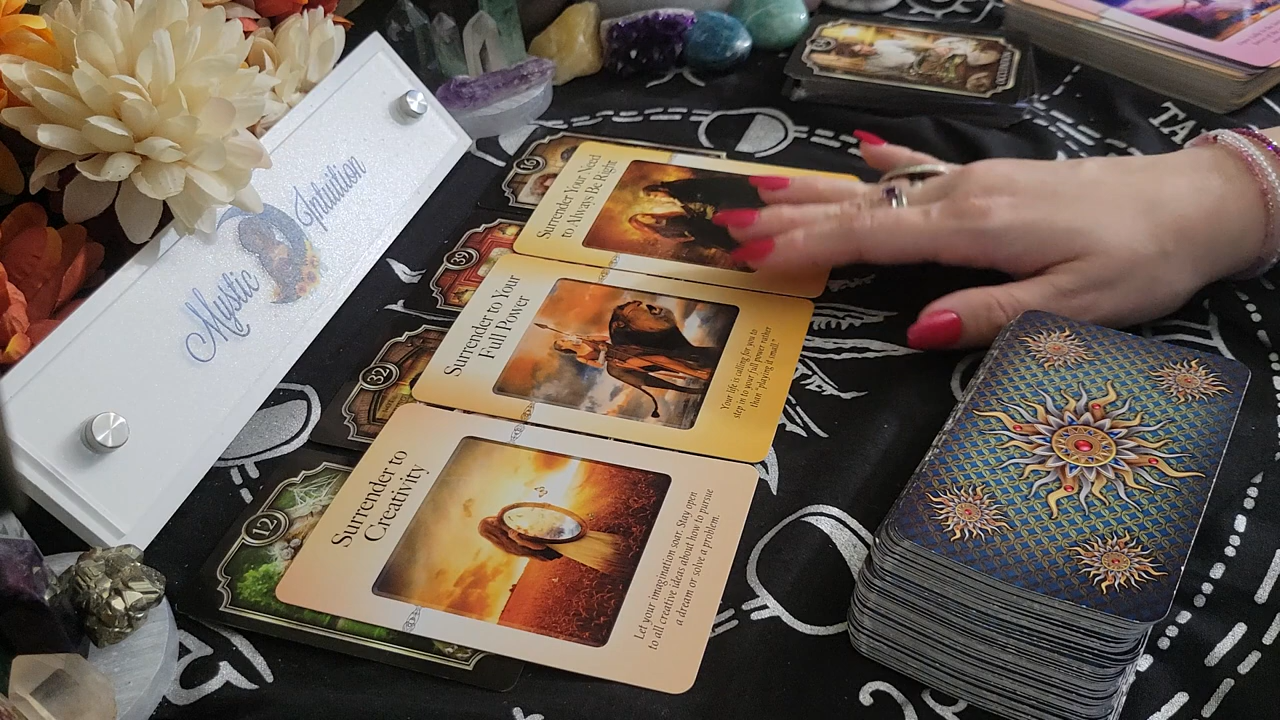 Mystic Intuition
16
Surrender Your Need
to Always Be Right
39
Surrender to Your
Full Power
Your life is calling for you to
step in to your full power rather
than "playing it small."
32
Surrender to
Creativity
Let your imagination soar. Stay open
to all creative ideas about how to pursue
a dream or solve a problem.
12
TA